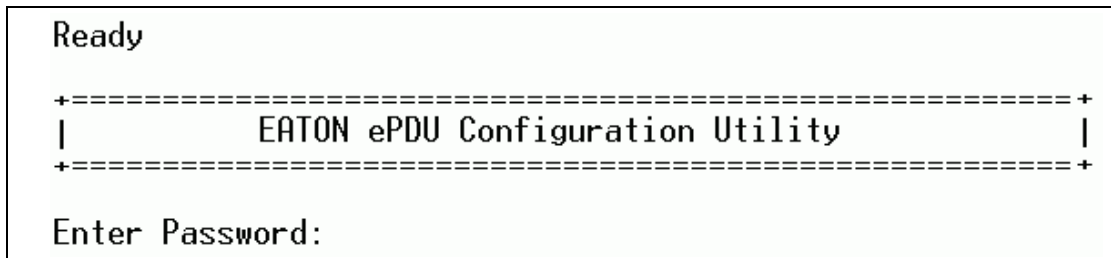 Ready
+=======================================================+
|          EATON ePDU Configuration Utility             |
+=======================================================+
Enter Password: